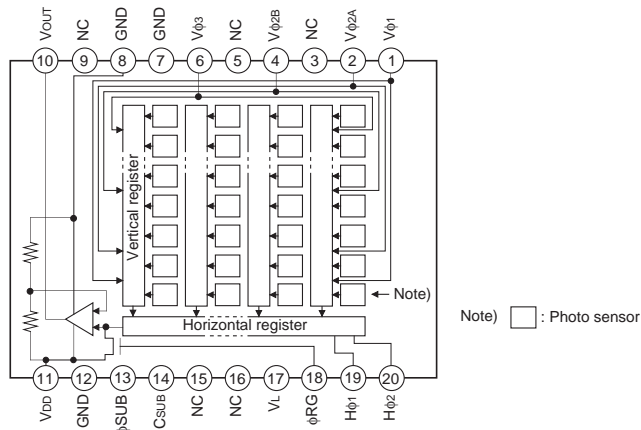 VOUT NC GND GND Vφ3 NC Vφ2B NC Vφ2A Vφ1
10 9 8 7 6 5 4 3 2 1
Vertical register
Note)
Horizontal register
Note) : Photo sensor
11 12 13 14 15 16 17 18 19 20
VDD GND φSUB CSUB NC NC VL φRG Hφ1 Hφ2